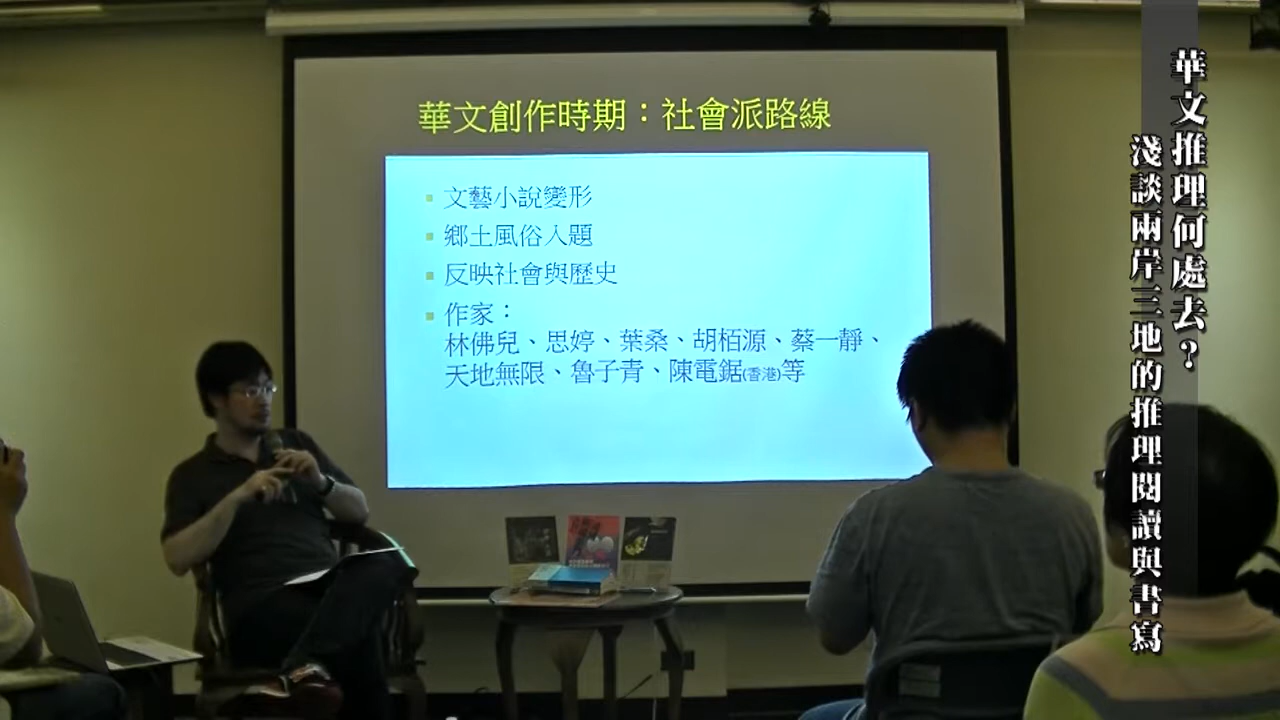 華文創作時期：社會派路線
文藝小說變形
鄉土風俗入題
反映社會與歷史
作家：
林佛兒、思婷、葉桑、胡柏源、蔡一靜、
天地無限、魯子青、陳電鋸(香港)等
華文推理何處去？
淺談兩岸三地的推理閱讀與書寫